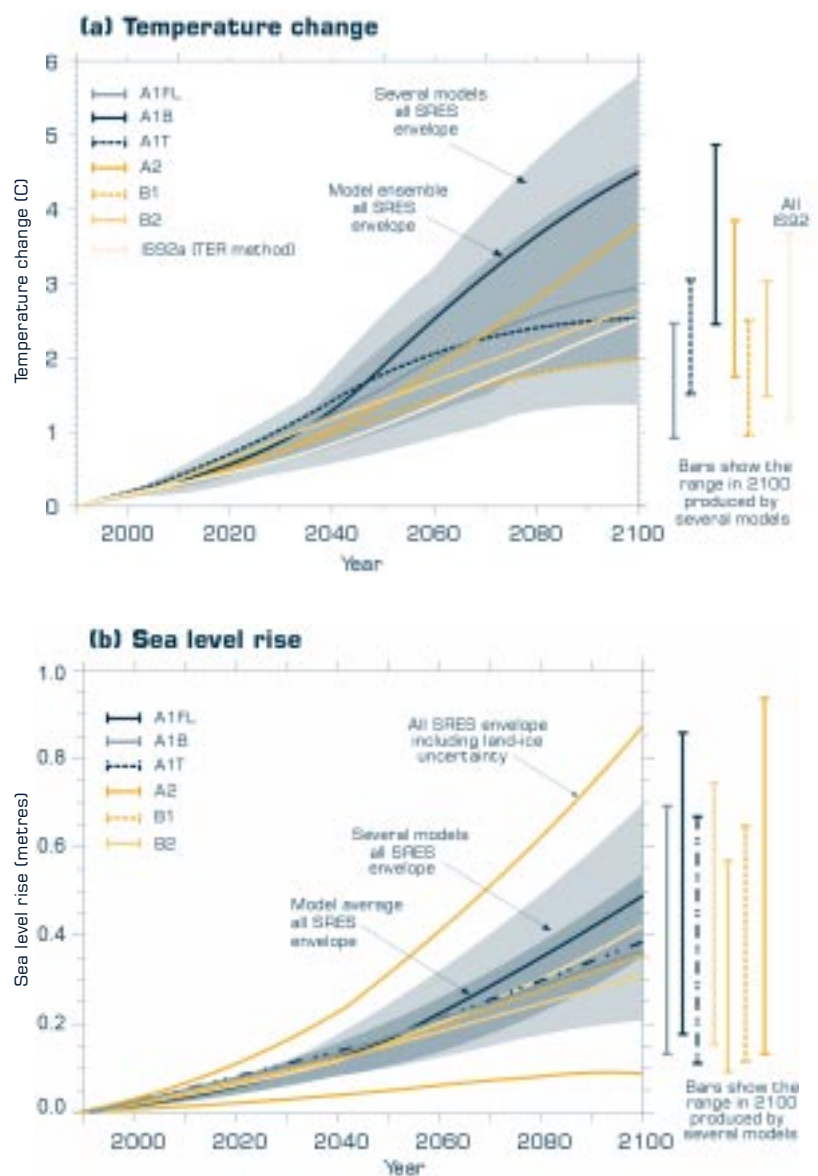 (a) Temperature change
Temperature change (C)
6
5
4
3
2
1
0
A1FL
A1B
A1T
A2
B1
B2
IS92a (TER method)
Several models
all SRES
envelope
Model ensemble
all SRES
envelope
All
IS92
Bars show the
range in 2100
produced by
several models
2000 2020 2040 2060 2080 2100
Year
(b) Sea level rise
Sea level rise (metres)
1.0
0.8
0.6
0.4
0.2
0.0
A1FL
A1B
A1T
A2
B1
B2
All SRES envelope
including land-ice
uncertainty
Several models
all SRES
envelope
Model average
all SRES
envelope
Bars show the
range in 2100
produced by
several models
2000 2020 2040 2060 2080 2100
Year